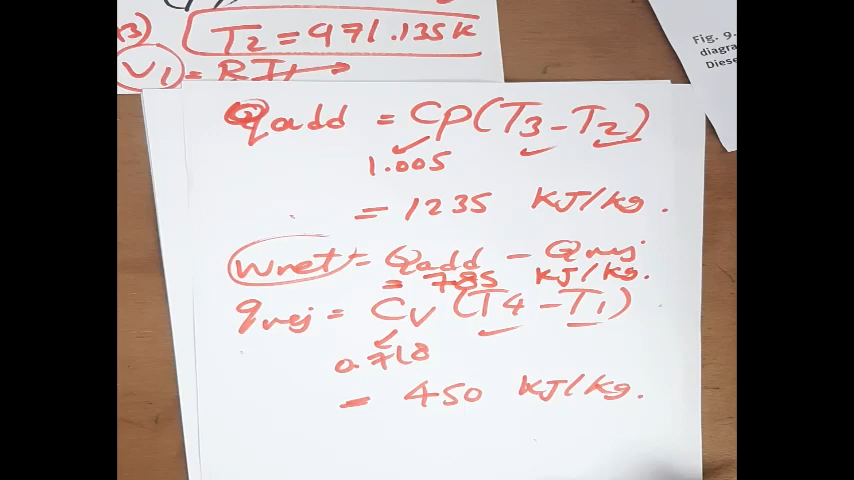 T2 = 971.135K
V1 = RT1
Fig. 9.
diagra
Diese
qadd = CP(T3-T2)
1.005
= 1235 KJ/kg.
Wnet = Qadd - Qrej
= 785 KJ/kg.
qrej = Cv (T4-T1)
0.718
= 450 KJ/kg.